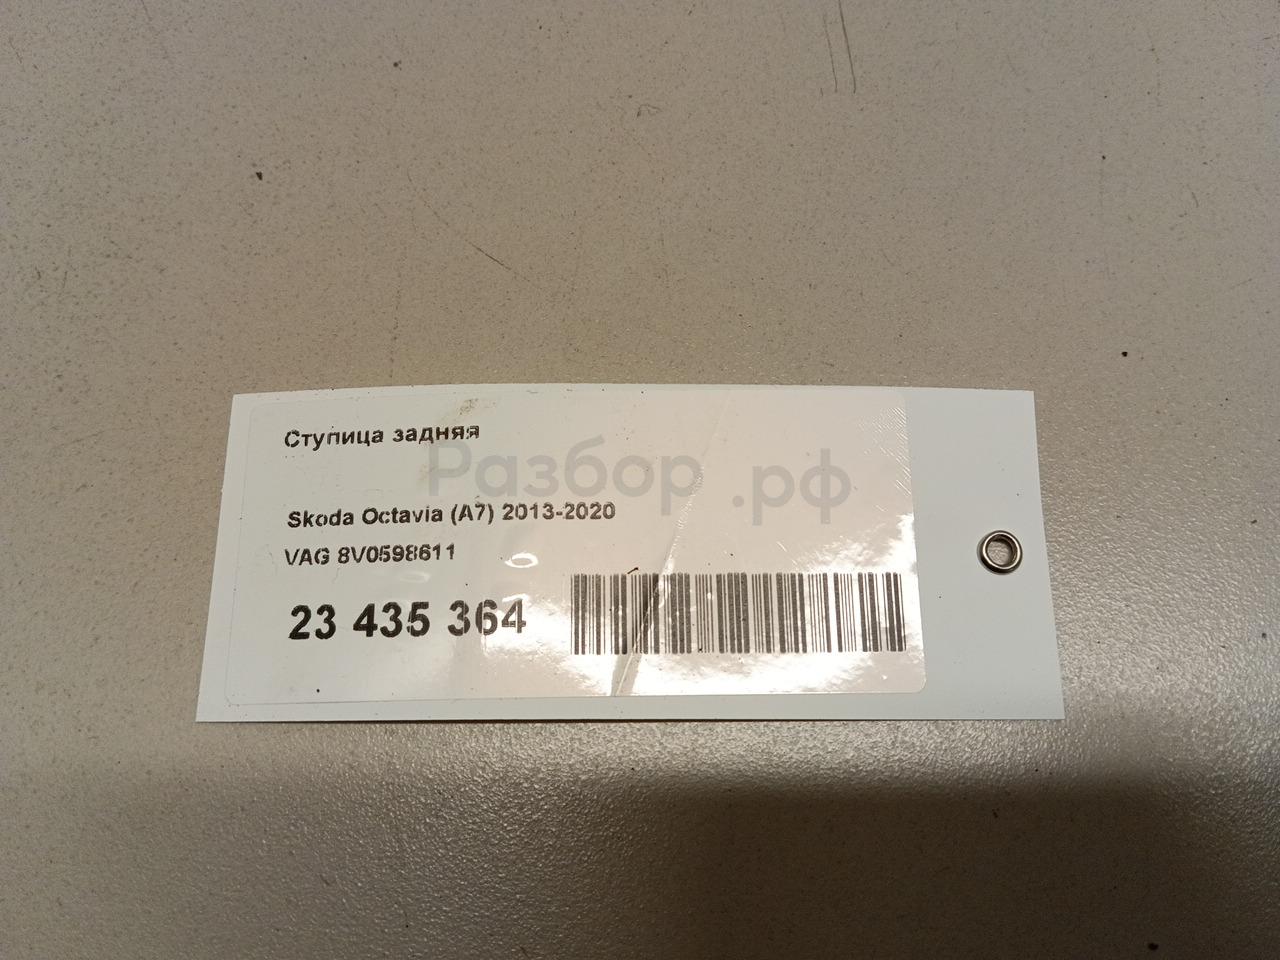 Ступица задняя
Разбор.рф
Skoda Octavia (A7) 2013-2020
VAG 8V0598611
23 435 364